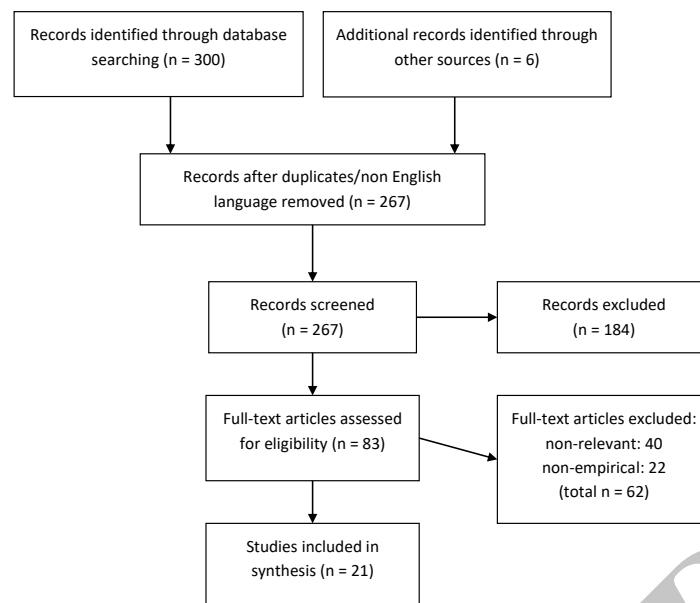 Records identified through database
searching (n = 300)
Additional records identified through
other sources (n = 6)
Records after duplicates/non English
language removed (n = 267)
Records screened
(n = 267)
Records excluded
(n = 184)
Full-text articles assessed
for eligibility (n = 83)
Full-text articles excluded:
non-relevant: 40
non-empirical: 22
(total n = 62)
Studies included in
synthesis (n = 21)